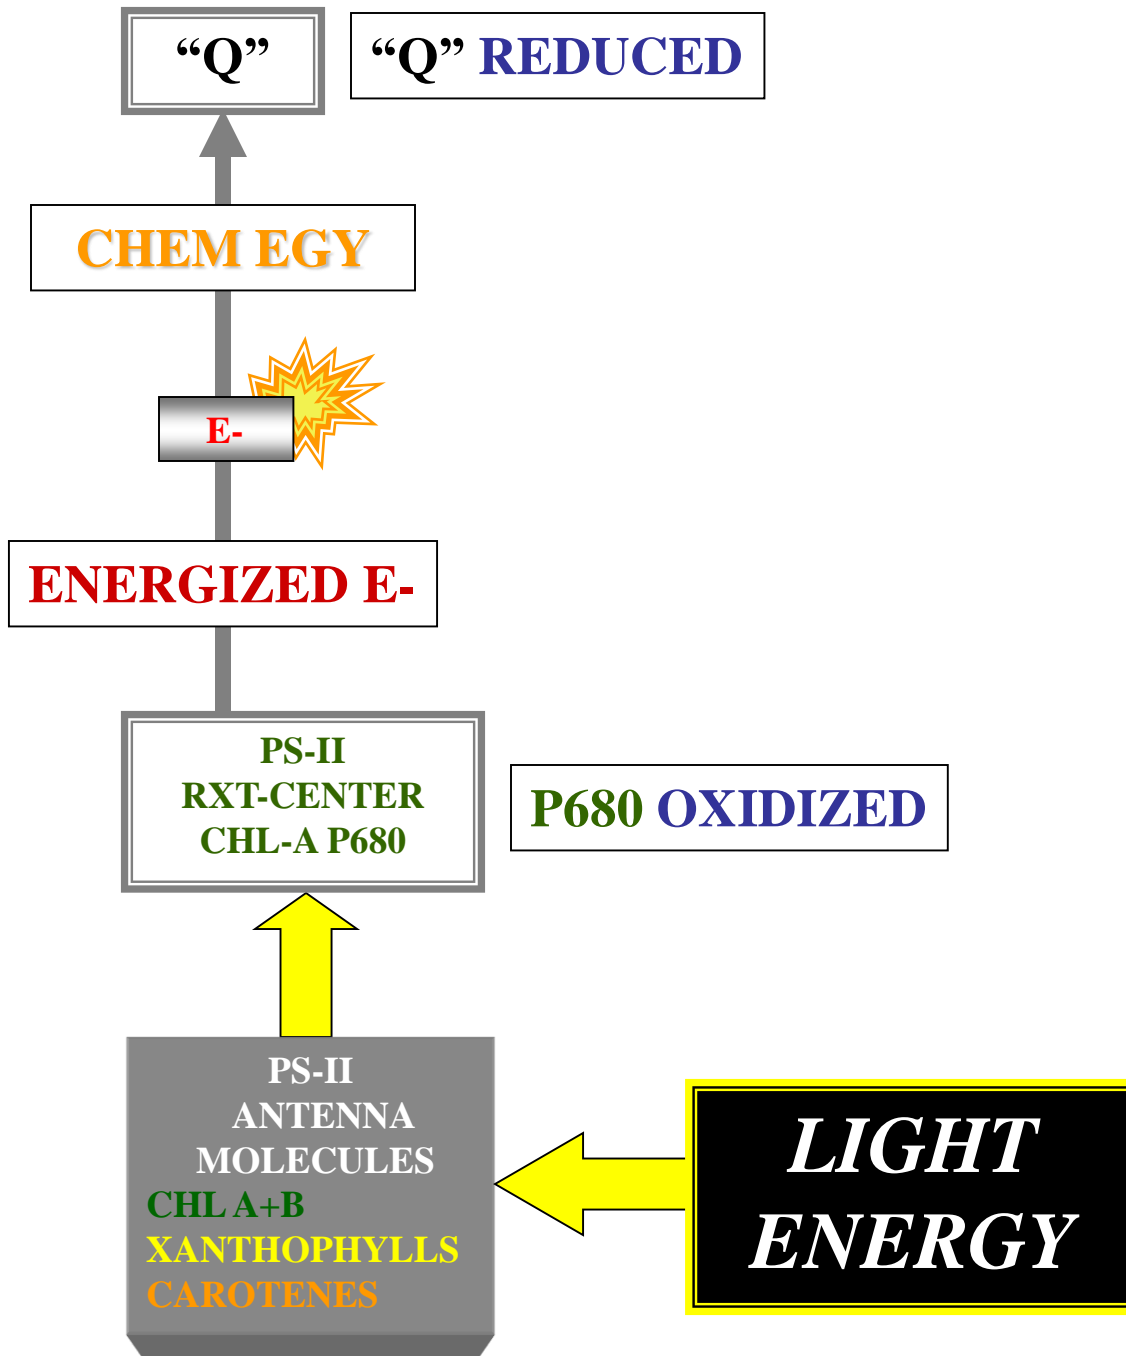 “Q”
“Q” REDUCED
CHEM EGY
E-
ENERGIZED E-
PS-II
RXT-CENTER
CHL-A P680
P680 OXIDIZED
PS-II
ANTENNA
MOLECULES
CHL A+B
XANTHOPHYLLS
CAROTENES
LIGHT
ENERGY